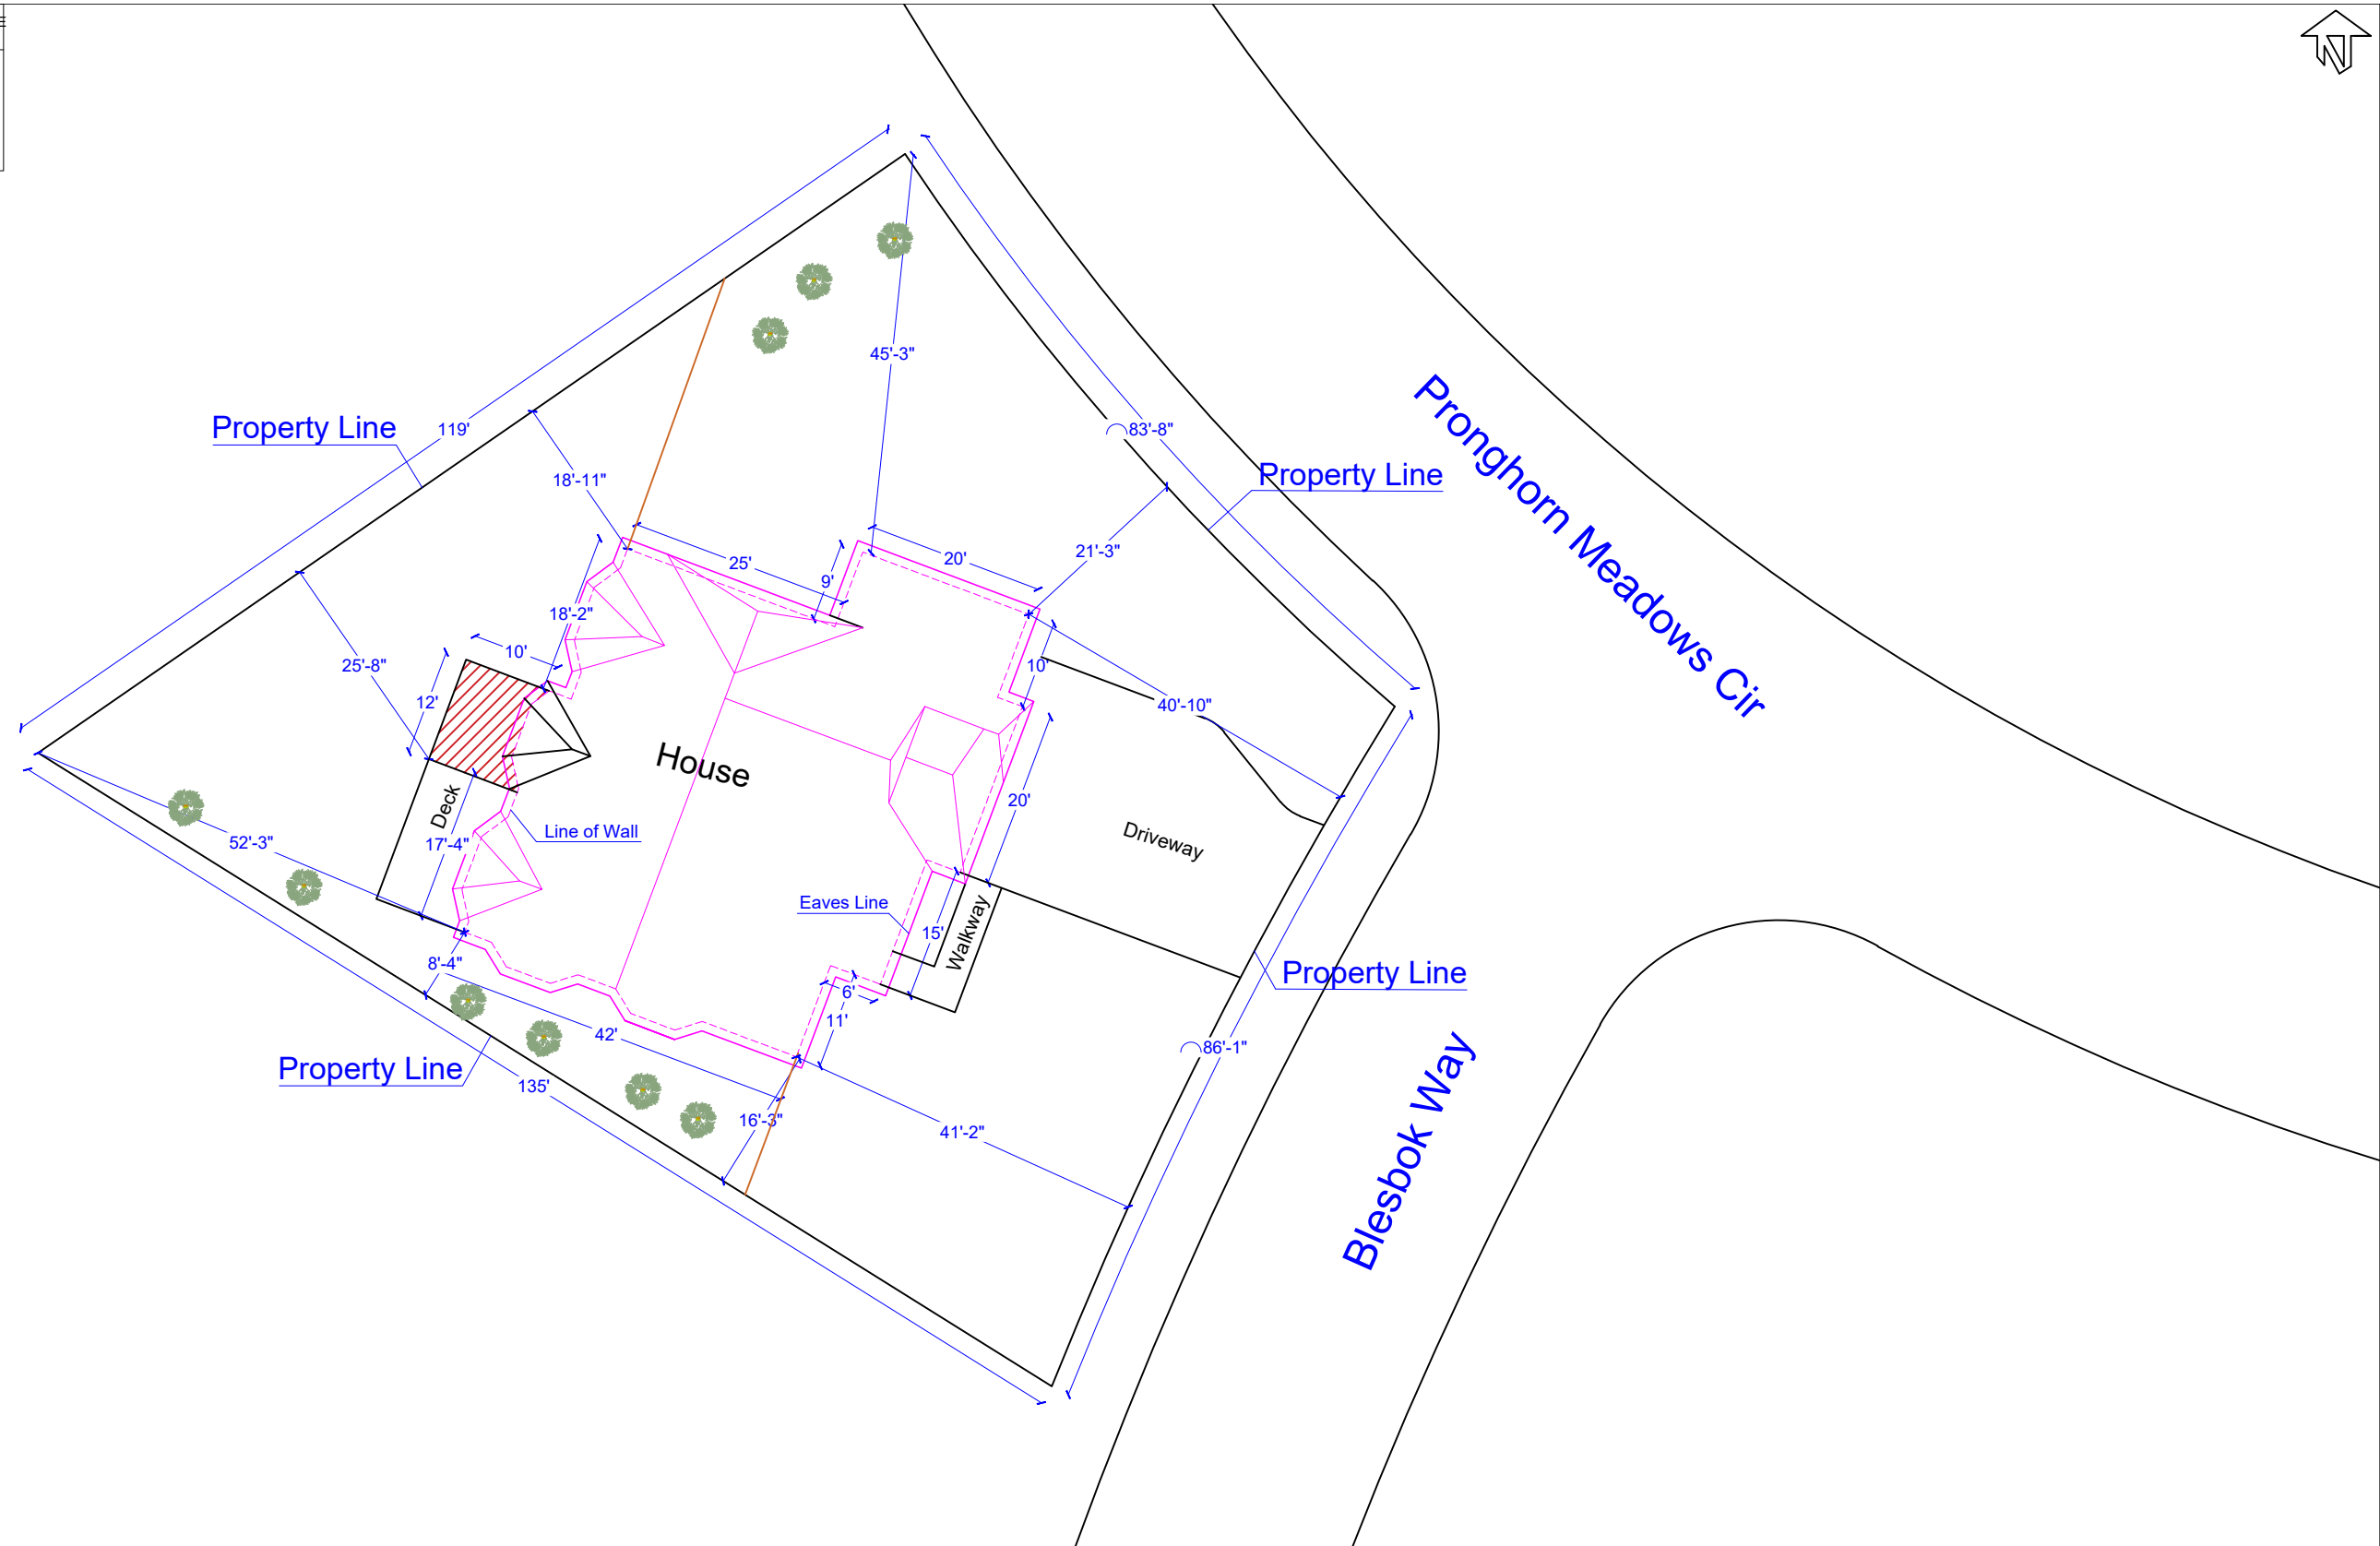 N
119'
Property Line
45'-3"
83'-8"
Property Line
Pronghorn Meadows Cir
18'-11"
21'-3"
25'
20'
9'
18'-2"
10'
10'
25'-8"
12'
40'-10"
House
Deck
20'
Line of Wall
17'-4"
Driveway
52'-3"
Eaves Line
15'
Walkway
8'-4"
6'
11'
42'
Property Line
Property Line
86'-1"
135'
16'-3"
41'-2"
Blesbok Way